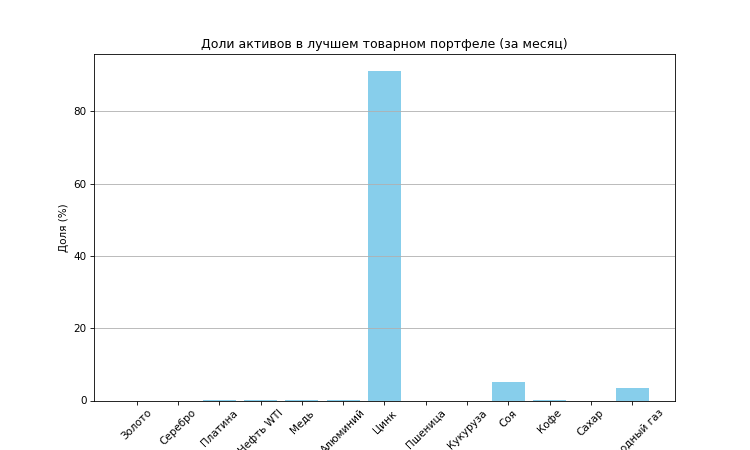 Доли активов в лучшем товарном портфеле (за месяц)
Доля (%)
80
60
40
20
0
Золото
Серебро
Платина
Нефть WTI
Медь
Алюминий
Цинк
Пшеница
Кукуруза
Соя
Кофе
Сахар
газ